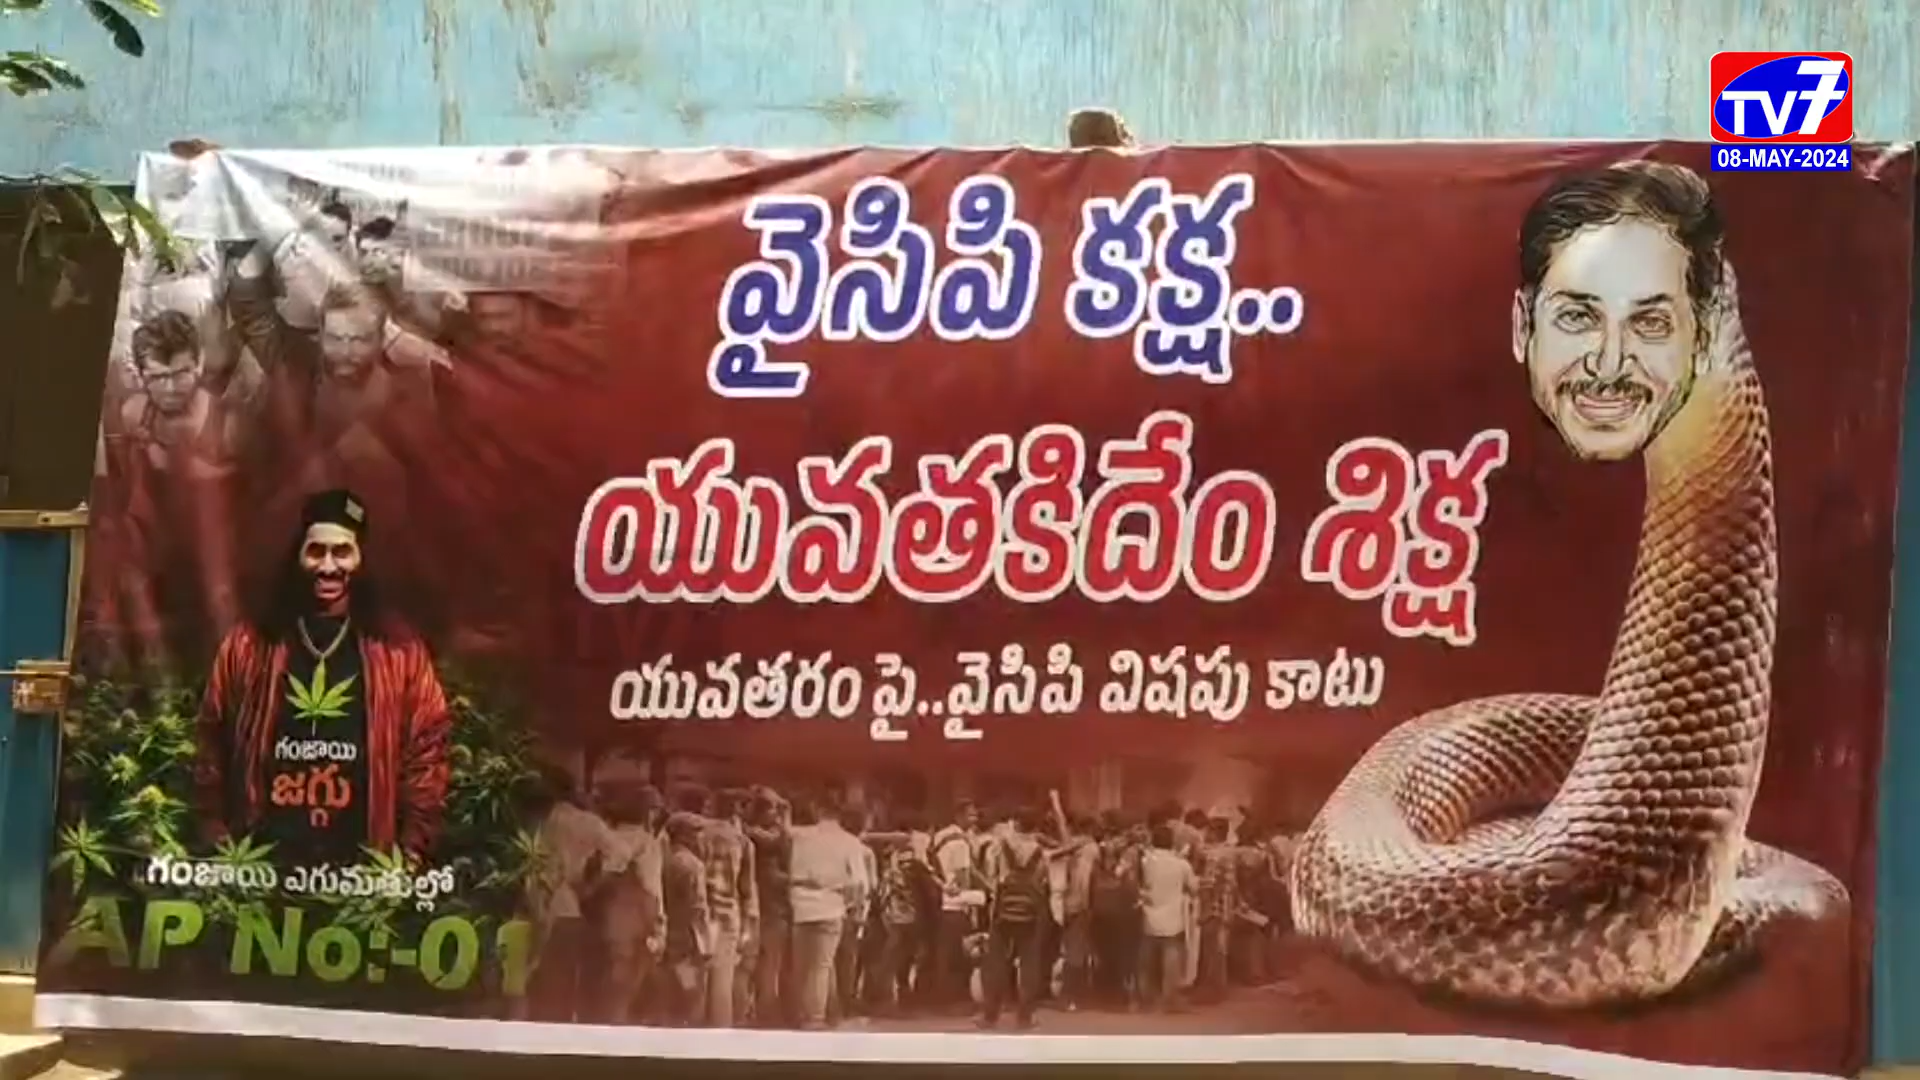 TV7
08-MAY-2024
వైసిపి కక్ష..
యువతకిదేం శిక్ష
యువతరం పై..వైసిపి విషపు కాటు
గంజాయి
జగ్గు
గంజాయి ఎగుమతుల్లో
AP No:-01